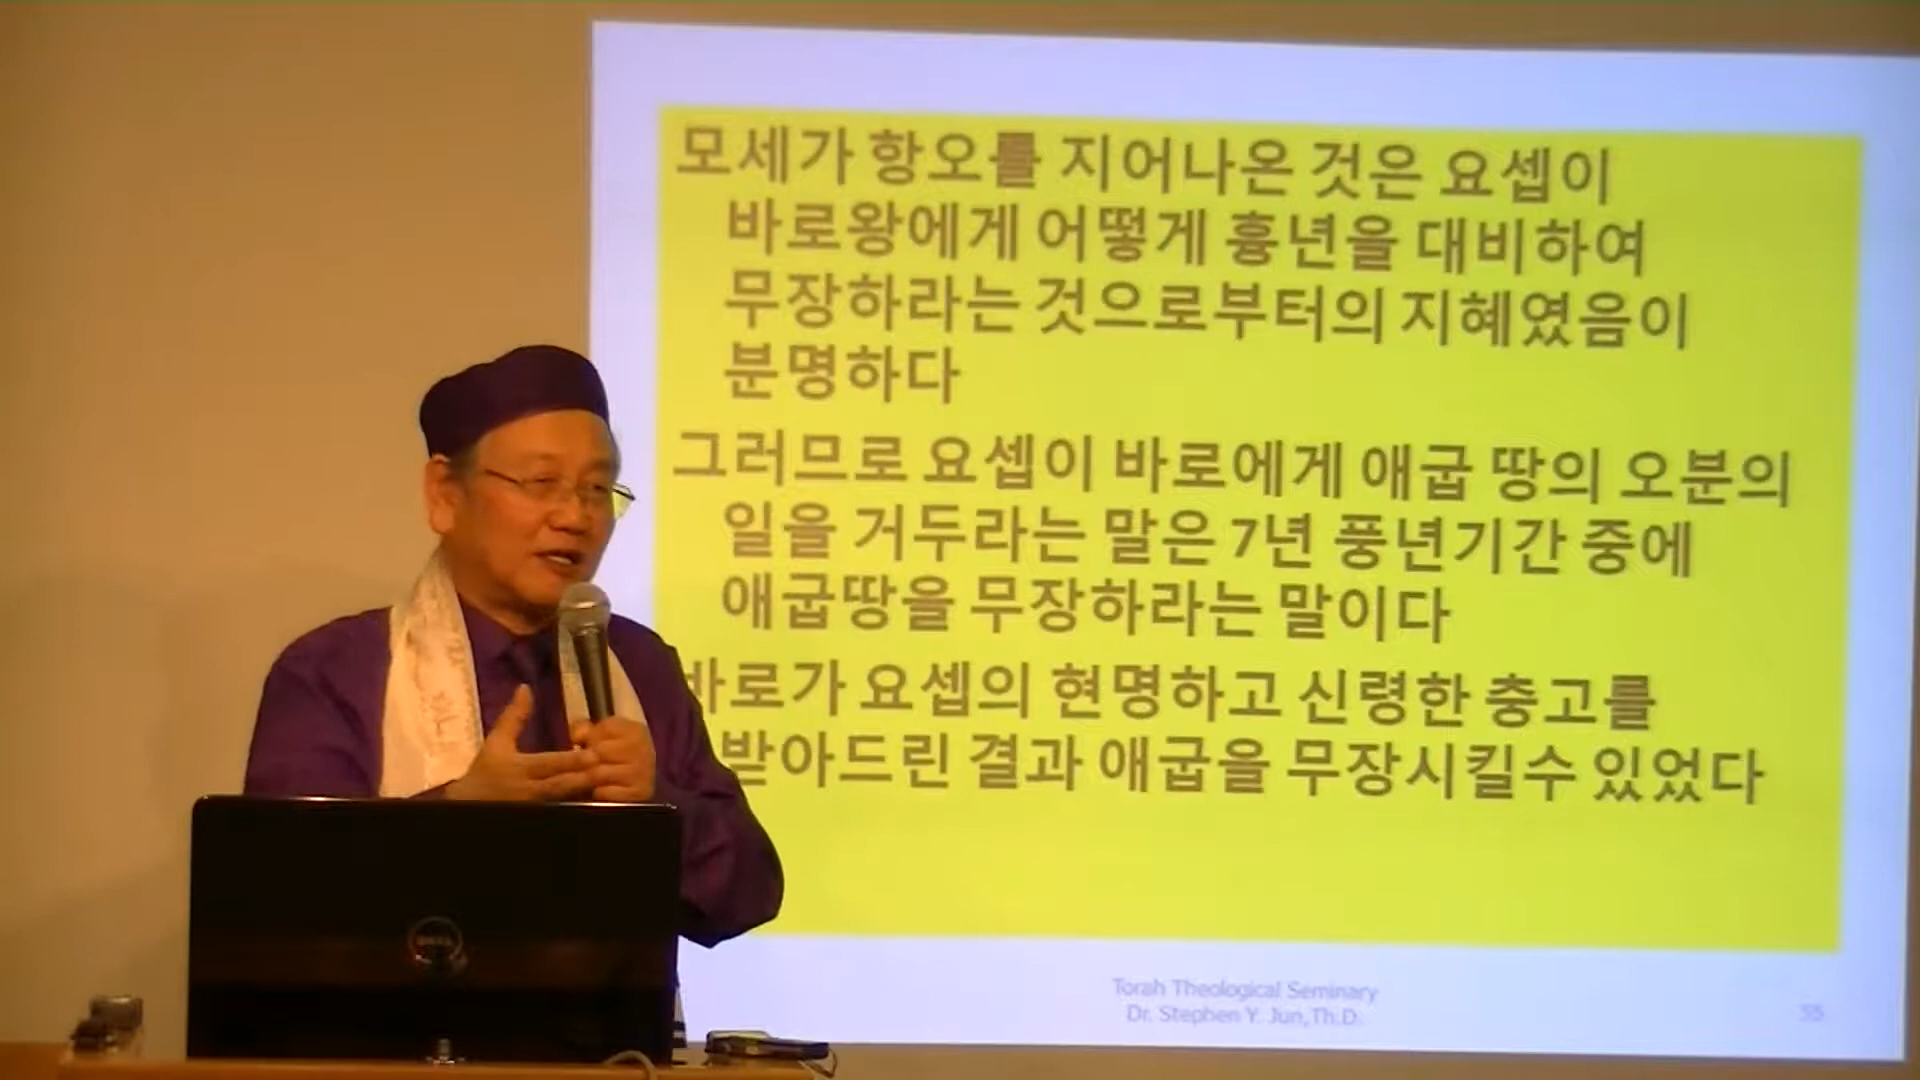 모세가 항오를 지어나온 것은 요셉이
바로왕에게 어떻게 흉년을 대비하여
무장하라는 것으로부터의 지혜였음이
분명하다
그러므로 요셉이 바로에게 애굽 땅의 오분의
일을 거두라는 말은 7년 풍년기간 중에
애굽땅을 무장하라는 말이다
바로가 요셉의 현명하고 신령한 충고를
받아드린 결과 애굽을 무장시킬수 있었다
Torah Theological Seminary
Dr. Stephen Y. Jun,Th.D.
55
DELL